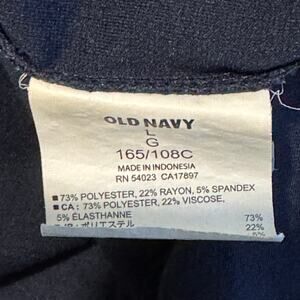 OLD NAVY
L
G
165/108C
MADE IN INDONESIA
RN 54023 CA17897
■ 73% POLYESTER, 22% RAYON, 5% SPANDEX
■ CA : 73% POLYESTER, 22% VISCOSE,
5% ÉLASTHANNE 73%
ポリエステル 22%